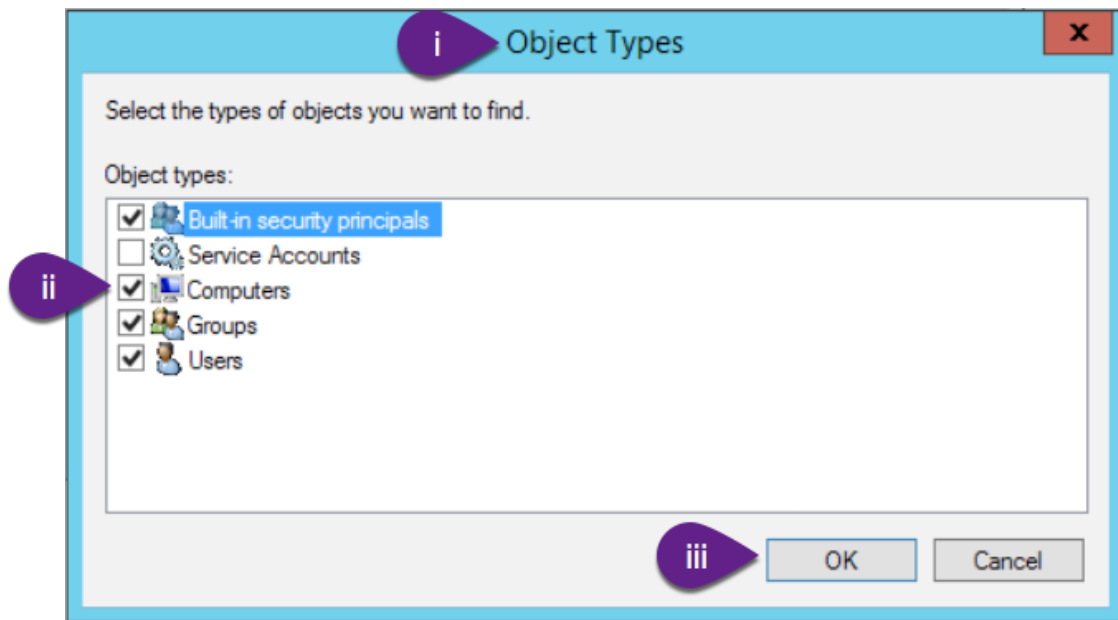 i
Object Types
x
Select the types of objects you want to find.
Object types:
Built-in security principals
Service Accounts
ii
Computers
Groups
Users
iii
OK
Cancel